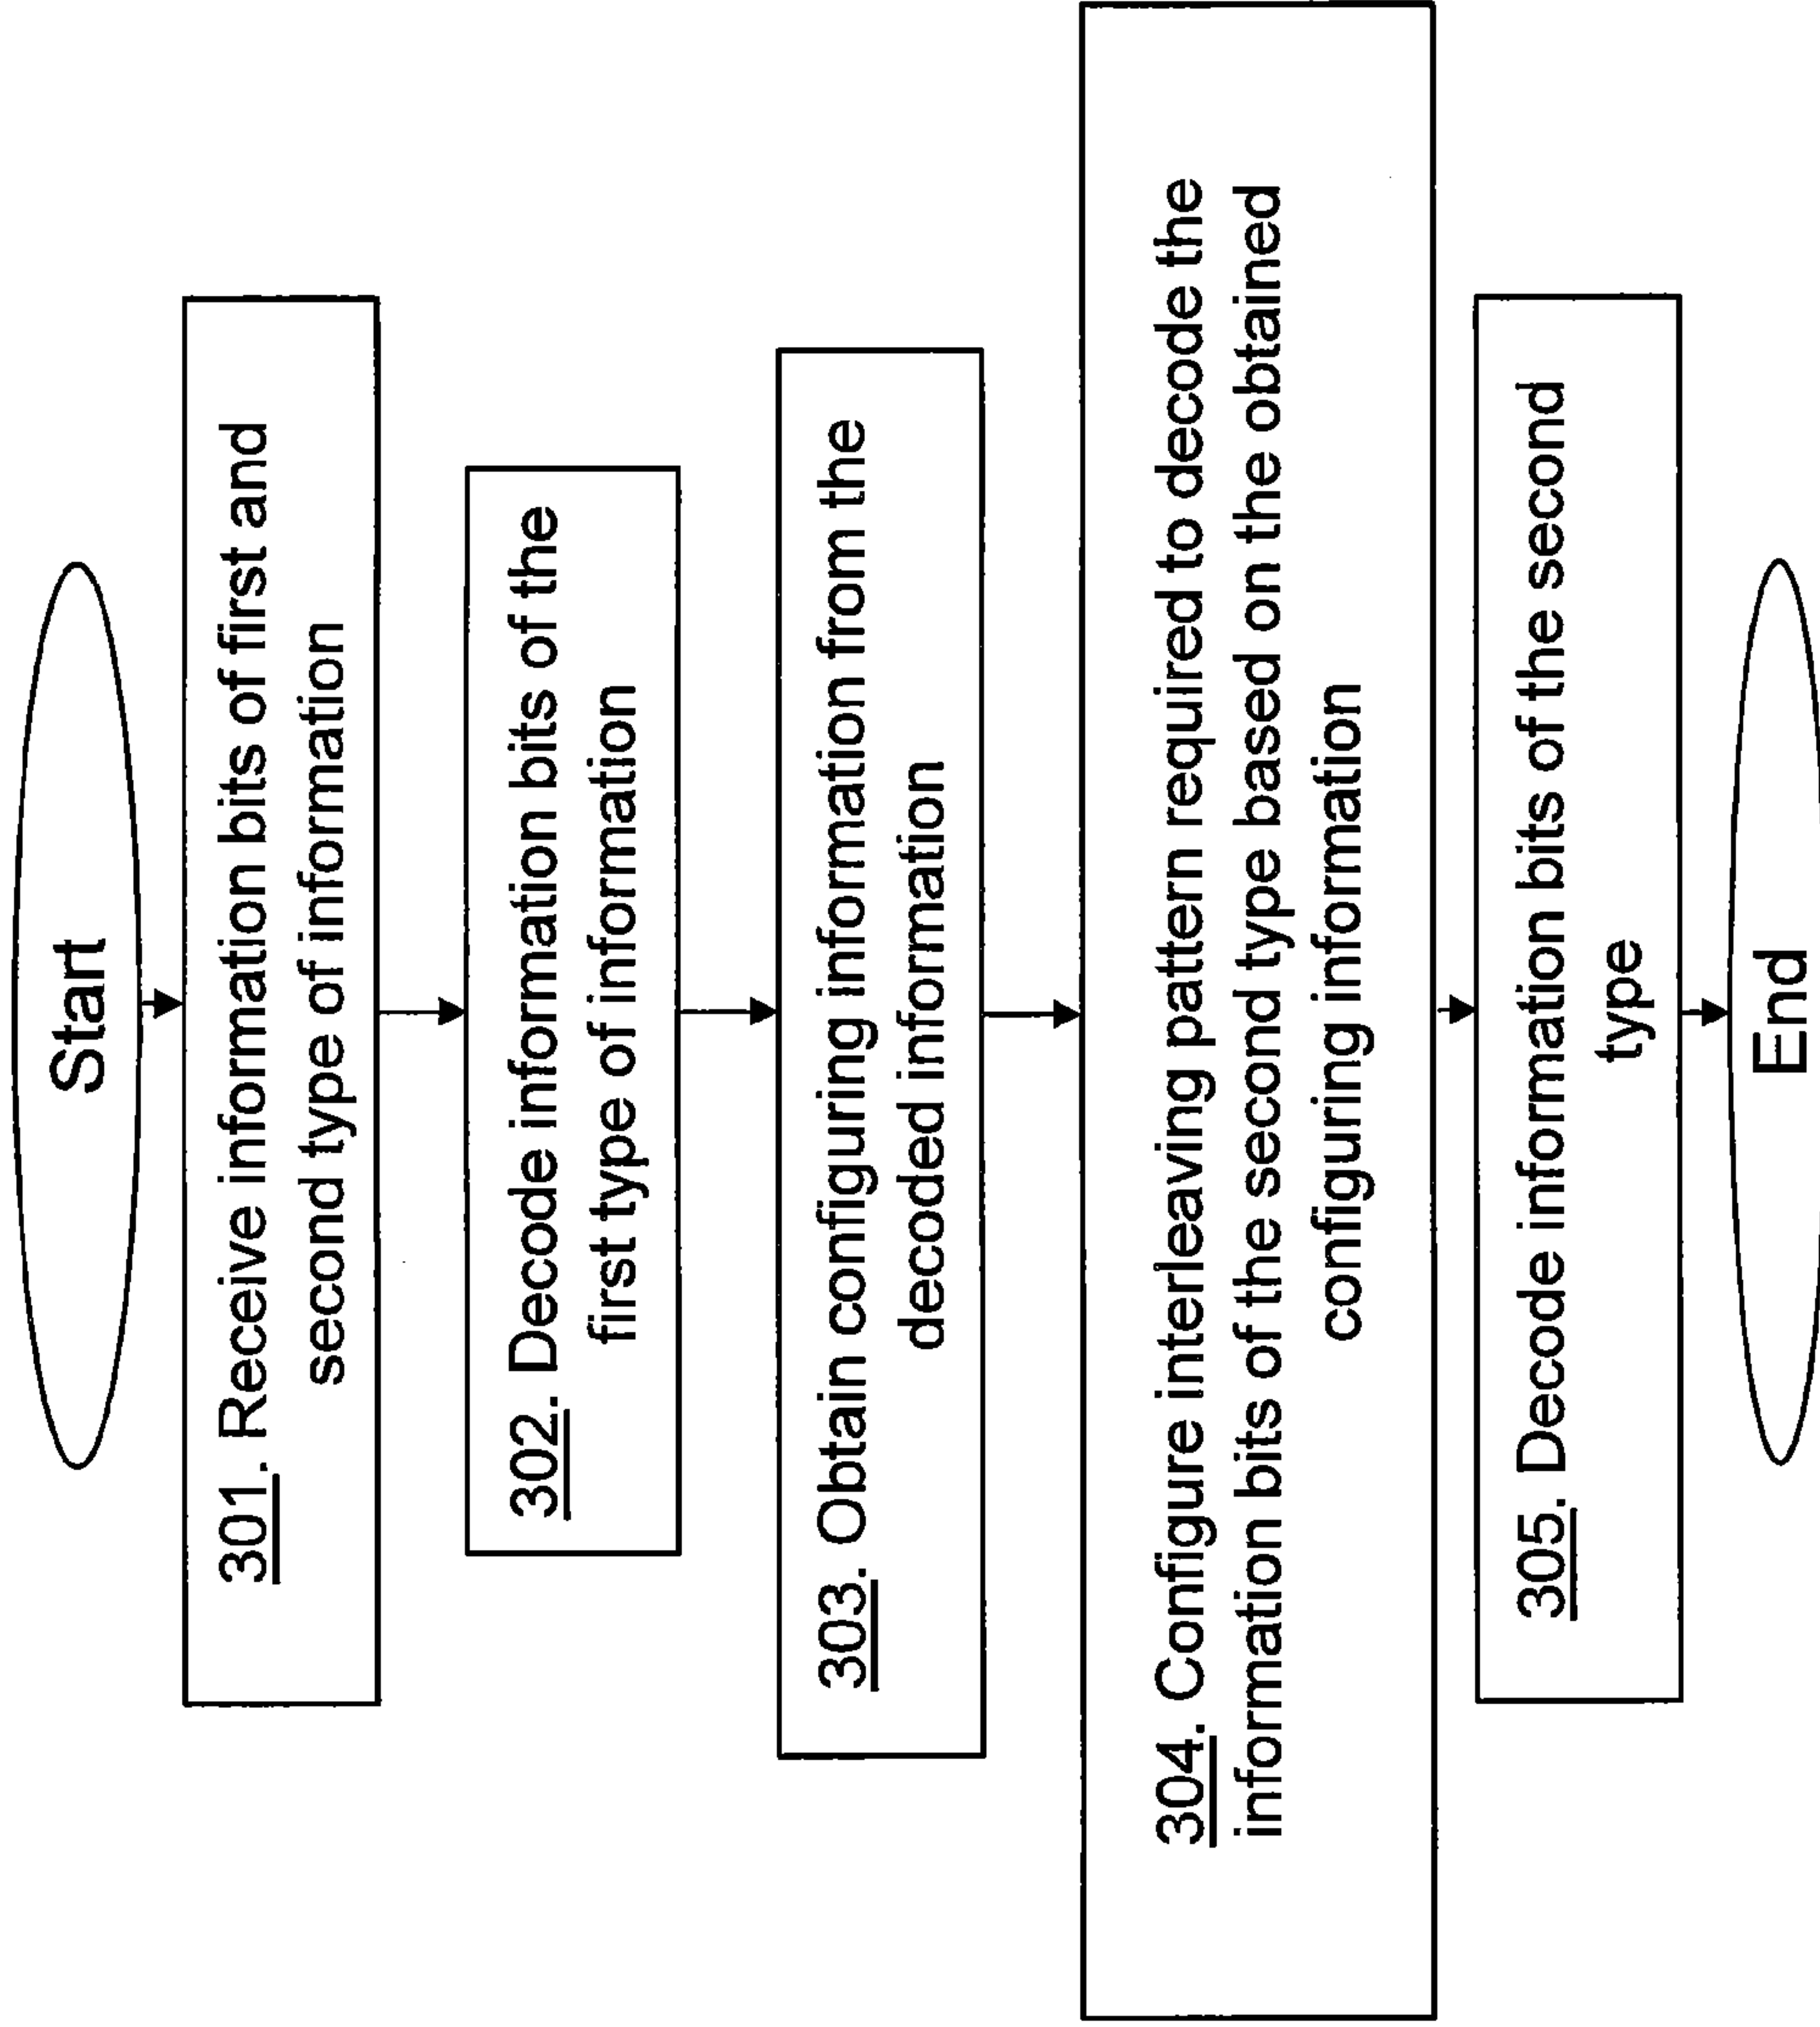 Start
301. Receive information bits of first and
second type of information
302. Decode information bits of the
first type of information
303. Obtain configuring information from the
decoded information
304. Configure interleaving pattern required to decode the
information bits of the second type based on the obtained
configuring information
305. Decode information bits of the second
type
End